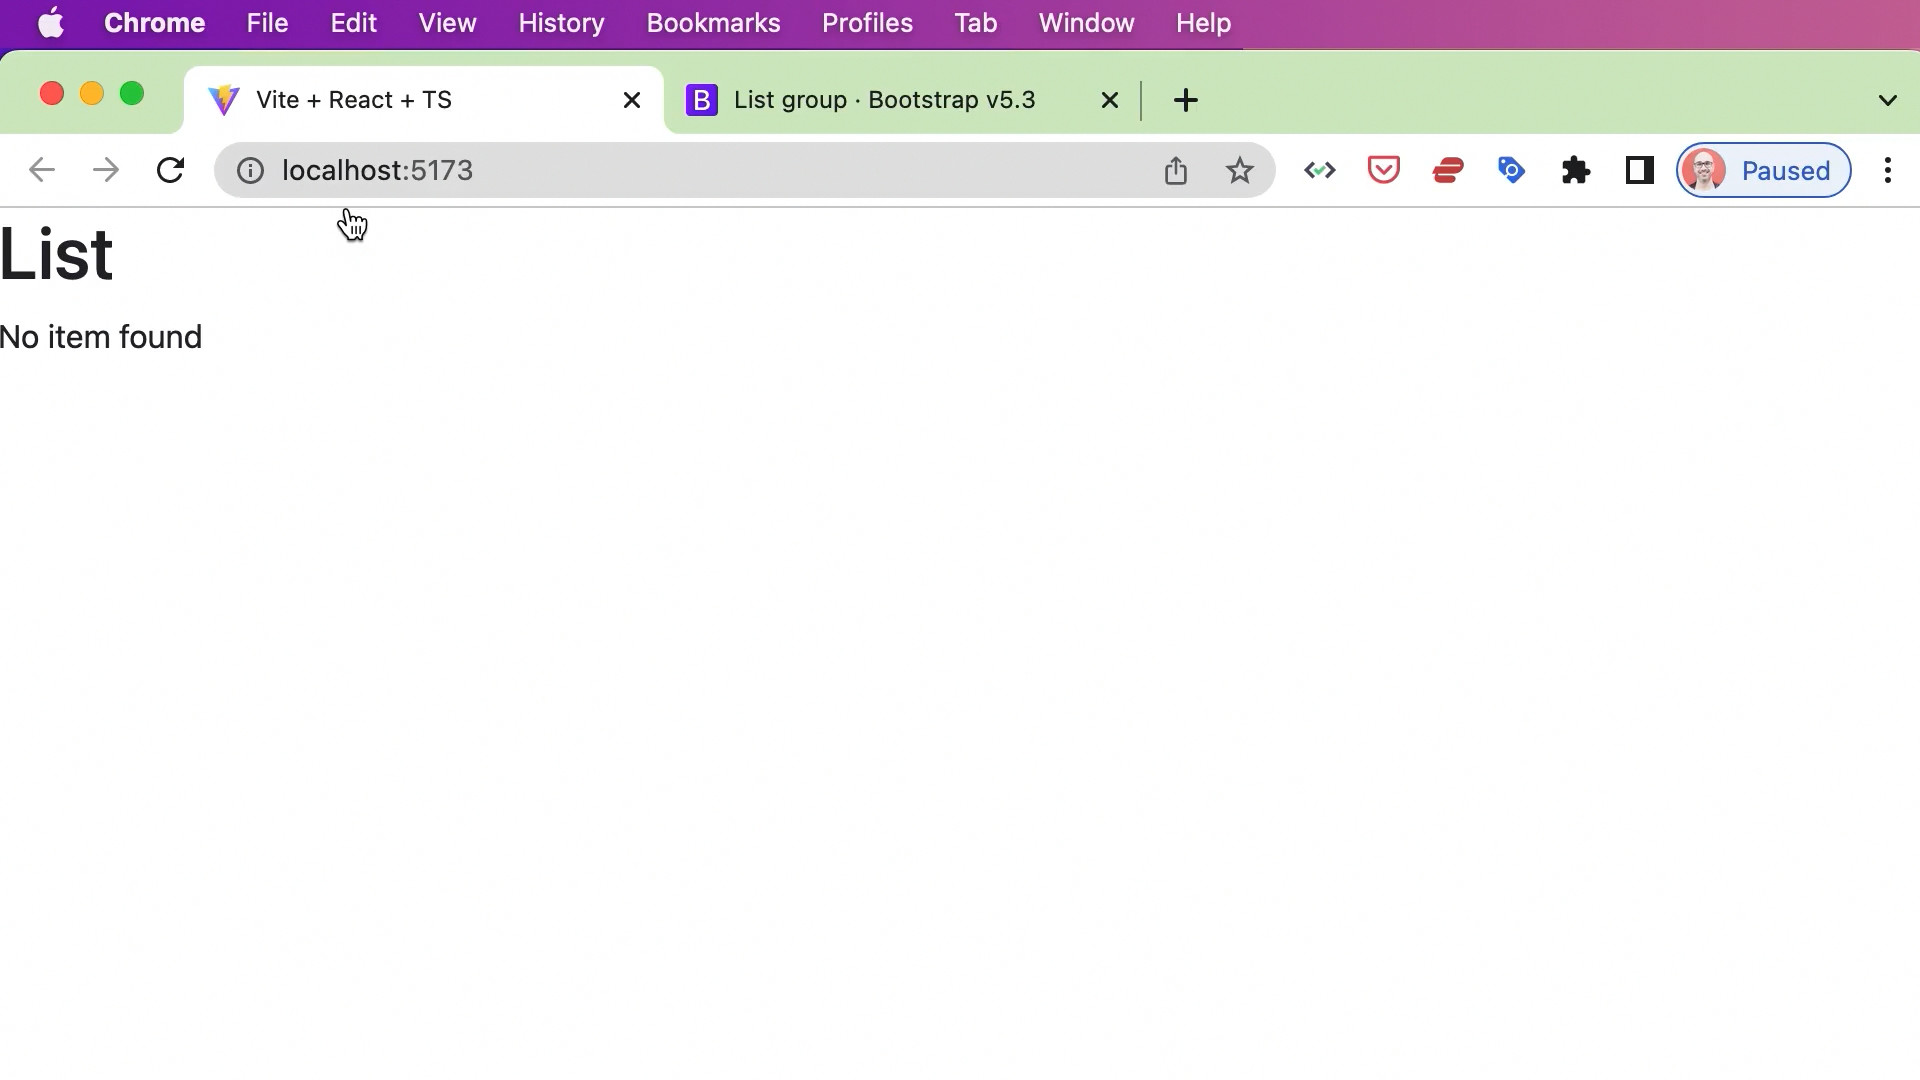 Chrome File Edit View History Bookmarks Profiles Tab Window Help
Vite + React + TS B List group · Bootstrap v5.3
localhost:5173 Paused
List
No item found